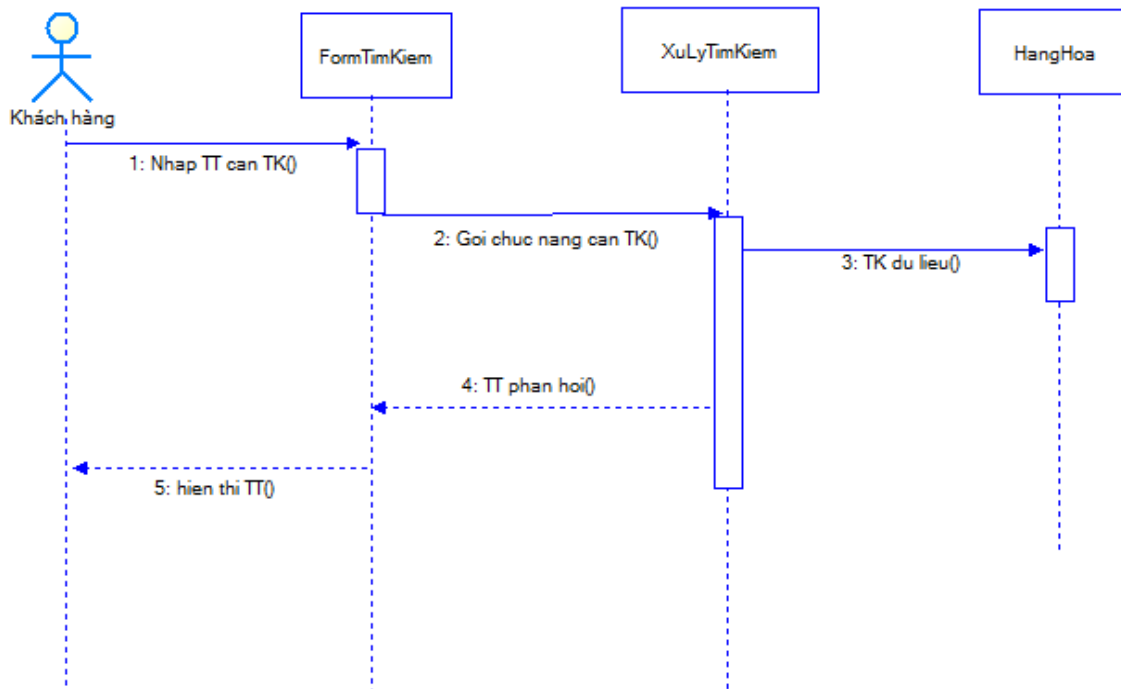 FormTimKiem
XuLyTimKiem
HangHoa
Khách hàng
1: Nhap TT can TK()
2: Goi chuc nang can TK()
3: TK du lieu()
4: TT phan hoi()
5: hien thi TT()